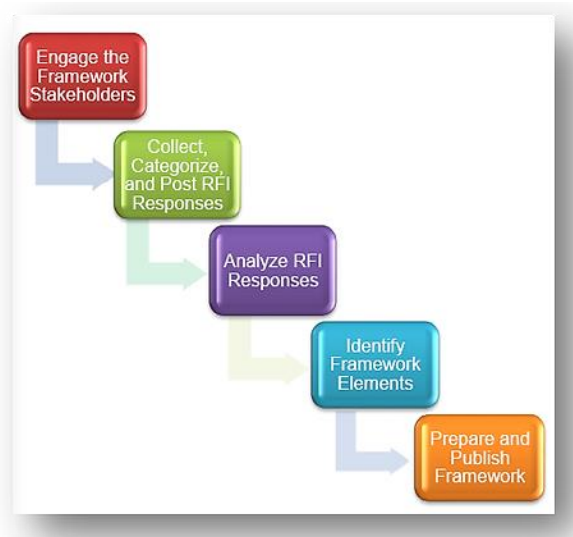 Engage the
Framework
Stakeholders
Collect,
Categorize,
and Post RFI
Responses
Analyze RFI
Responses
Identify
Framework
Elements
Prepare and
Publish
Framework